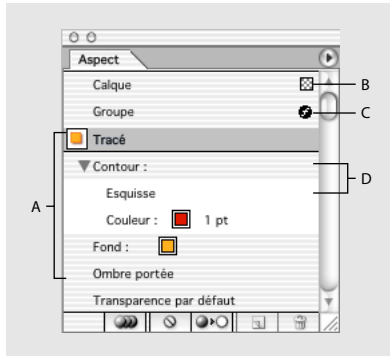 Aspect
Calque
B
Groupe
C
Tracé
Contour :
D
Esquisse
A
Couleur : 1 pt
Fond :
Ombre portée
Transparence par défaut